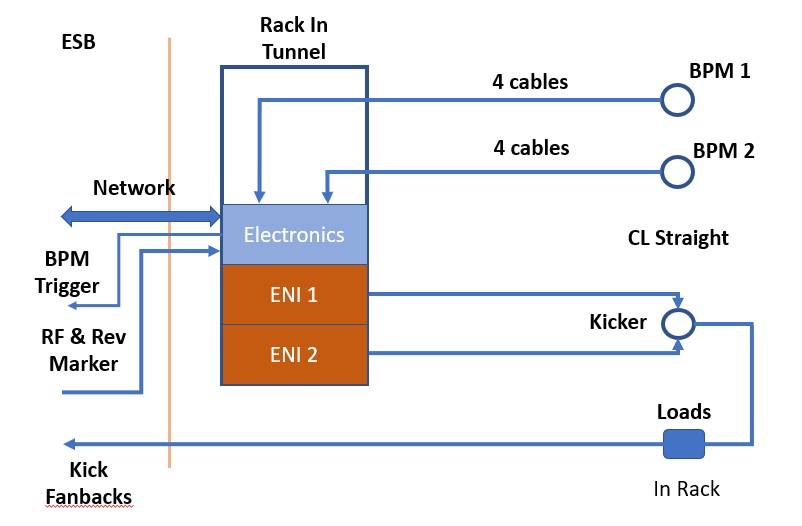 ESB
Rack In
Tunnel
BPM 1
4 cables
4 cables
BPM 2
Network
Electronics
CL Straight
BPM
Trigger
ENI 1
Kicker
RF & Rev
Marker
ENI 2
Loads
Kick
Fanbacks
In Rack